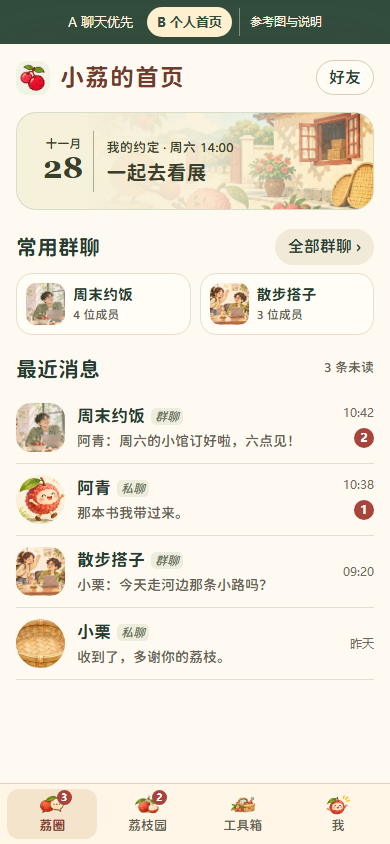 A 聊天优先 B 个人首页 参考图与说明
小荔的首页 好友
十一月
28
我的约定 · 周六 14:00
一起去看展
常用群聊 全部群聊 ›
周末约饭
4 位成员
散步搭子
3 位成员
最近消息 3 条未读
周末约饭 群聊 10:42
阿青：周六的小馆订好啦，六点见！ 2
阿青 私聊 10:38
那本书我带过来。 1
散步搭子 群聊 09:20
小栗：今天走河边那条小路吗？
小栗 私聊 昨天
收到了，多谢你的荔枝。
3 2
荔圈 荔枝园 工具箱 我